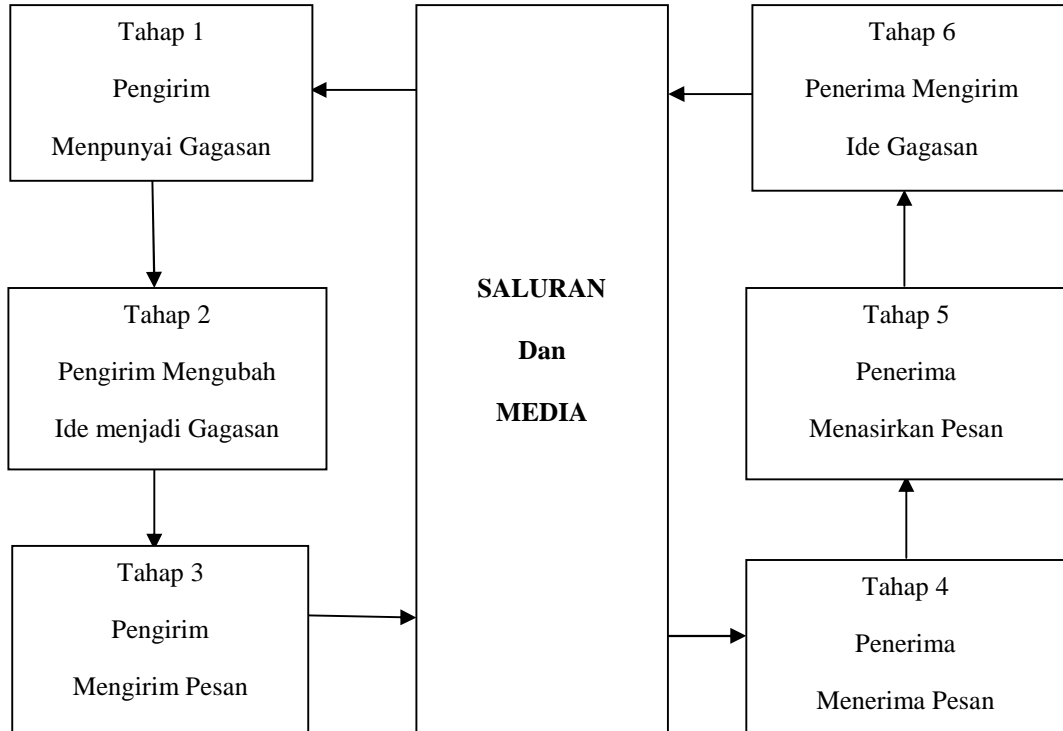 Tahap 1
Pengirim
Menpunyai Gagasan
Tahap 2
Pengirim Mengubah
Ide menjadi Gagasan
Tahap 3
Pengirim
Mengirim Pesan
SALURAN
Dan
MEDIA
Tahap 4
Penerima
Menerima Pesan
Tahap 5
Penerima
Menasirkan Pesan
Tahap 6
Penerima Mengirim
Ide Gagasan